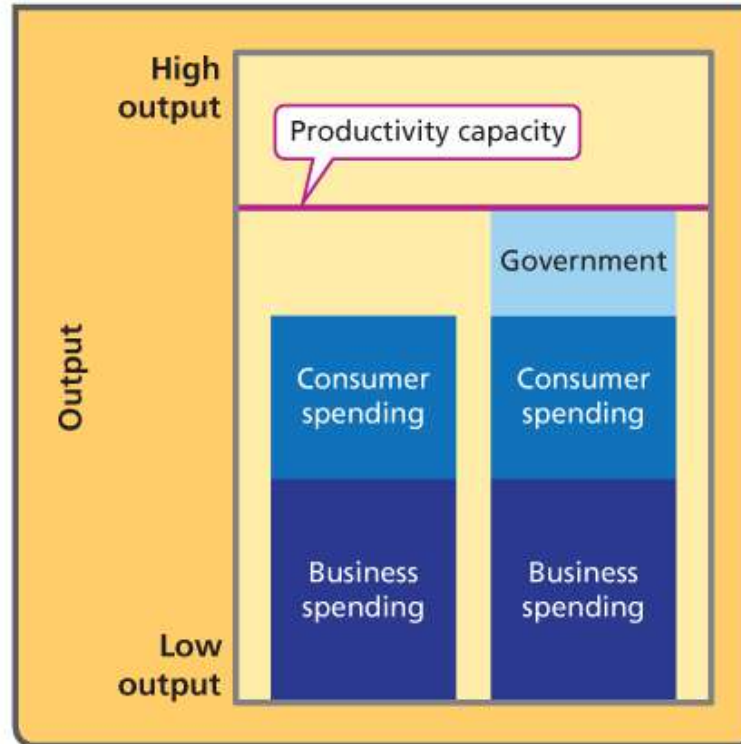 High
output
Productivity capacity
Government
Output
Consumer
spending
Consumer
spending
Business
spending
Business
spending
Low
output